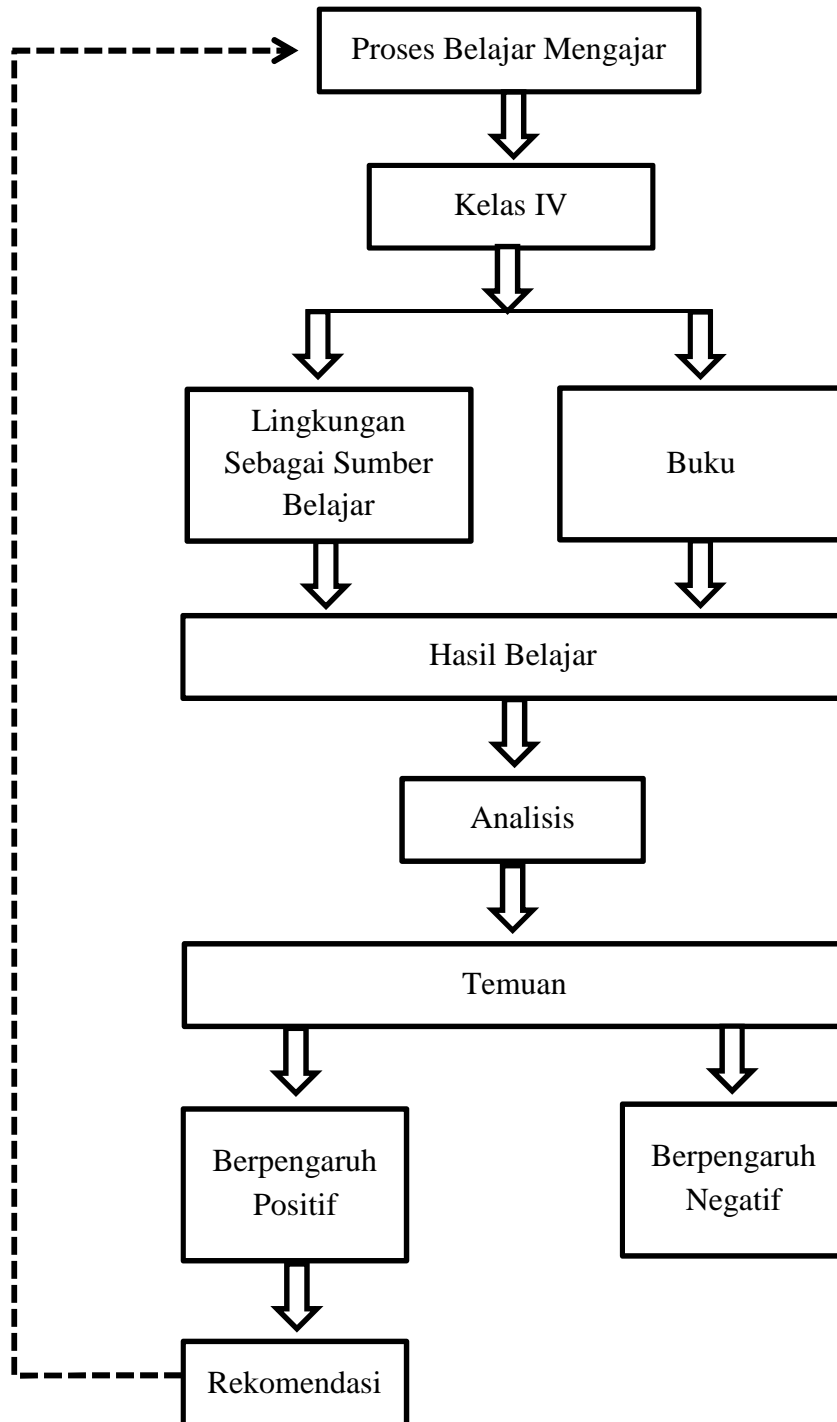 Proses Belajar Mengajar
Kelas IV
Lingkungan
Sebagai Sumber
Belajar
Buku
Hasil Belajar
Analisis
Temuan
Berpengaruh
Positif
Berpengaruh
Negatif
Rekomendasi